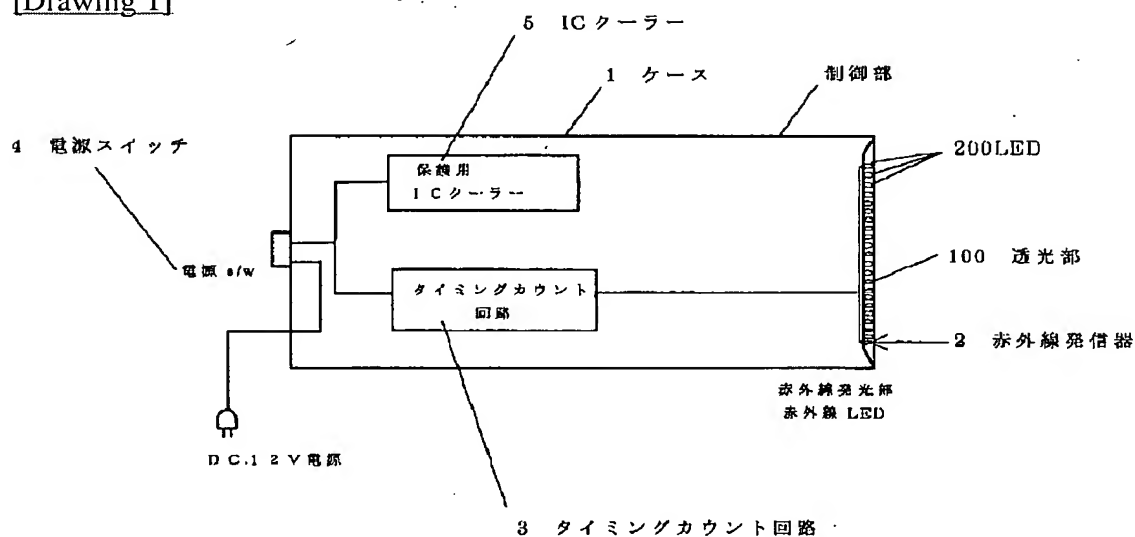 [Drawing 1]
5 ICクーラー
1 ケース
制御部
4 電源スイッチ
200LED
保護用
ICクーラー
電源 s/w
100 透光部
タイミングカウント
回路
2 赤外線発信器
赤外線発光部
赤外線 LED
DC.12V電源
3 タイミングカウント回路